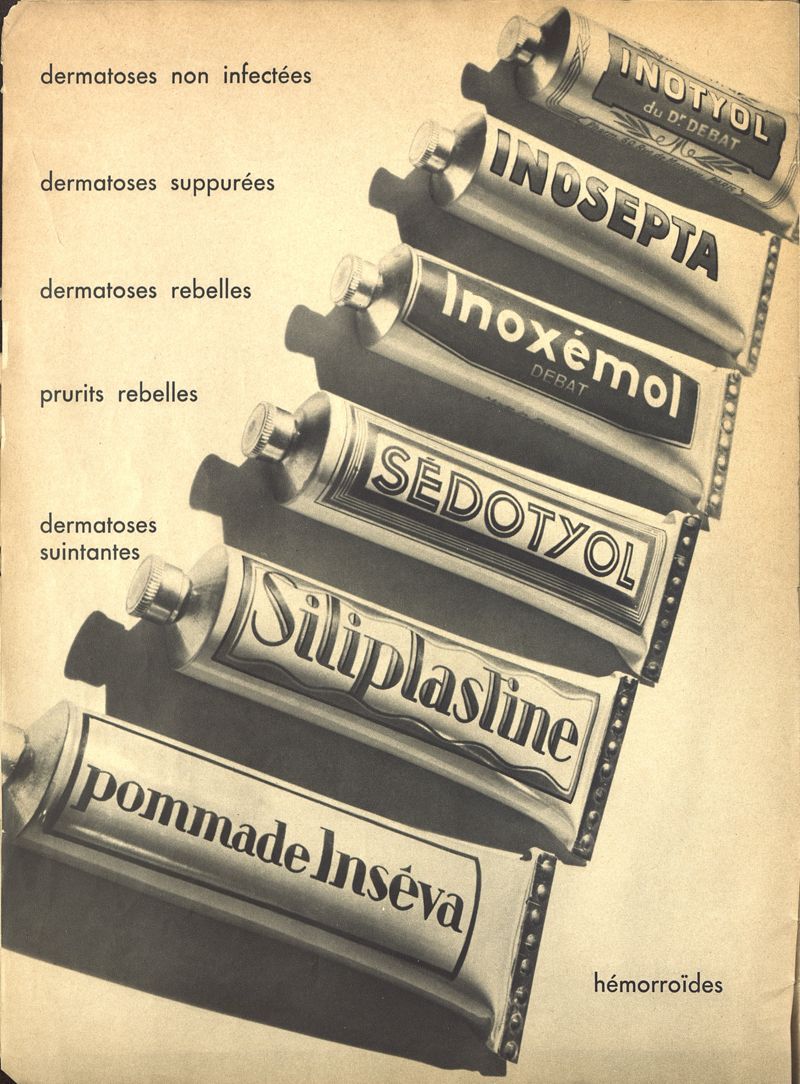 dermatoses non infectées
INOTYOL
du Dr DEBAT
dermatoses suppurées
INOSEPTA
dermatoses rebelles
Inoxémol
DEBAT
prurits rebelles
SÉDOTYOL
dermatoses
suintantes
Siliplastine
pommade Inséva
hémorroïdes